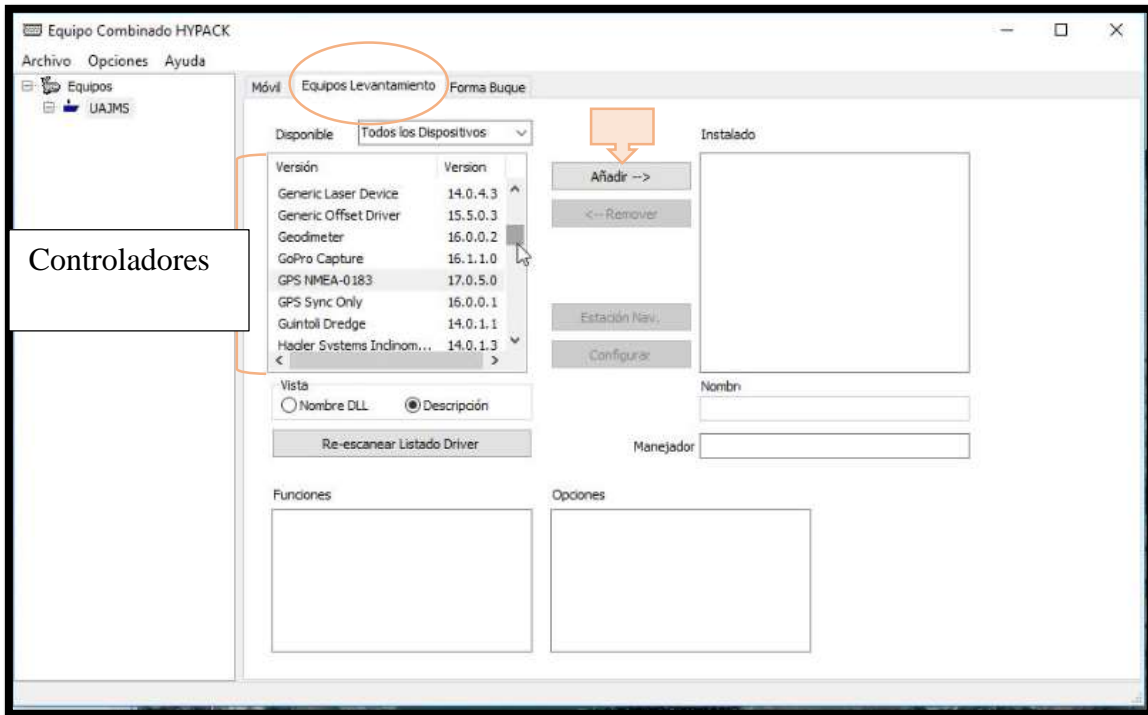 Equipo Combinado HYPACK
Archivo Opciones Ayuda
Equipos
UAJMS
Móvil Equipos Levantamiento Forma Buque
Disponible Todos los Dispositivos
Instalado
Versión Version
Generic Laser Device 14.0.4.3
Generic Offset Driver 15.5.0.3
Geodimeter 16.0.0.2
GoPro Capture 16.1.1.0
GPS NMEA-0183 17.0.5.0
GPS Sync Only 16.0.0.1
Guintoli Dredge 14.0.1.1
Hagler Systems Inclinom... 14.0.1.3
Controladores
Añadir -->
<-- Remover
Estación Nav.
Configurar
Vista
Nombre DLL Descripción
Re-escanear Listado Driver
Nombr
Manejador
Funciones
Opciones